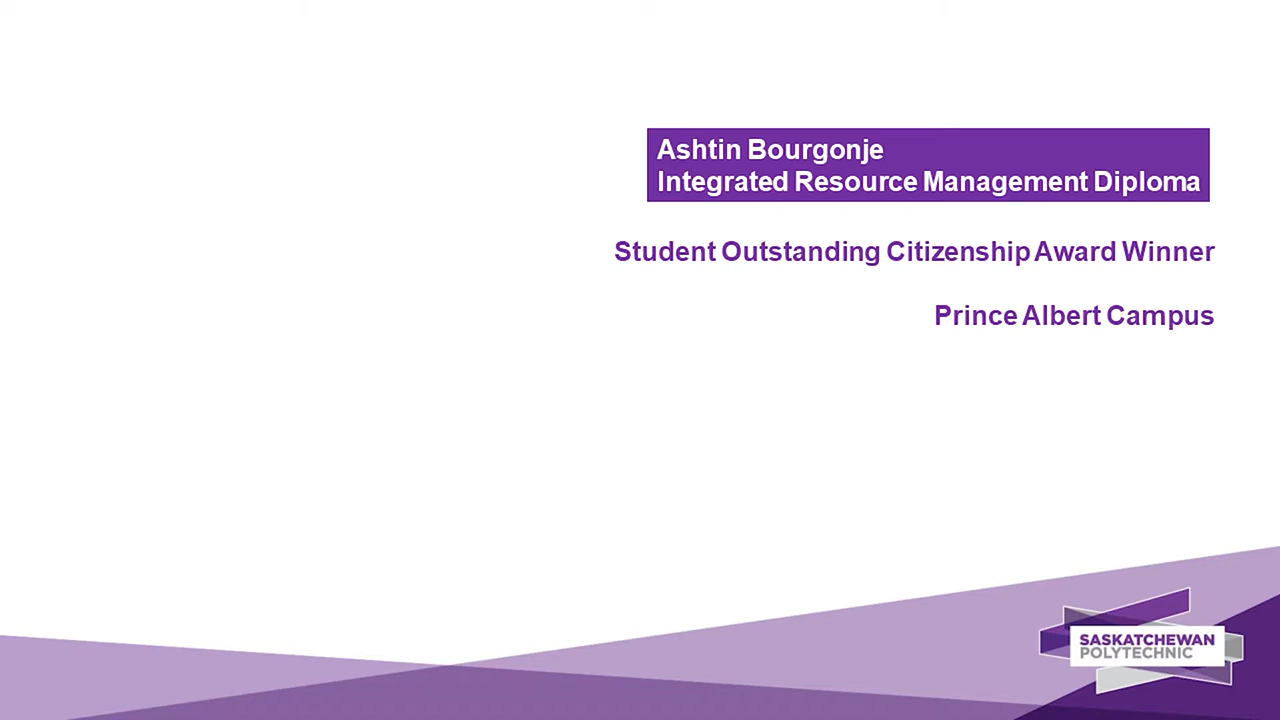 Ashtin Bourgonje
Integrated Resource Management Diploma
Student Outstanding Citizenship Award Winner
Prince Albert Campus
SASKATCHEWAN
POLYTECHNIC